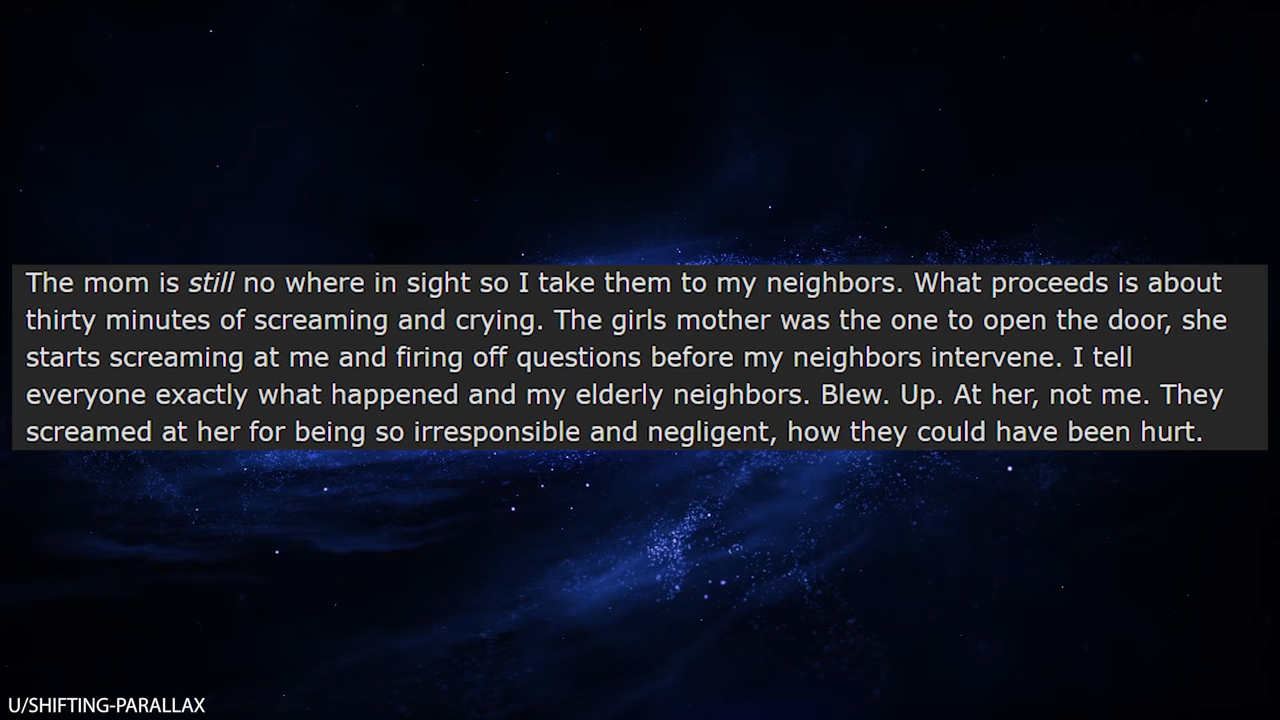 The mom is still no where in sight so I take them to my neighbors. What proceeds is about
thirty minutes of screaming and crying. The girls mother was the one to open the door, she
starts screaming at me and firing off questions before my neighbors intervene. I tell
everyone exactly what happened and my elderly neighbors. Blew. Up. At her, not me. They
screamed at her for being so irresponsible and negligent, how they could have been hurt.
U/SHIFTING-PARALLAX